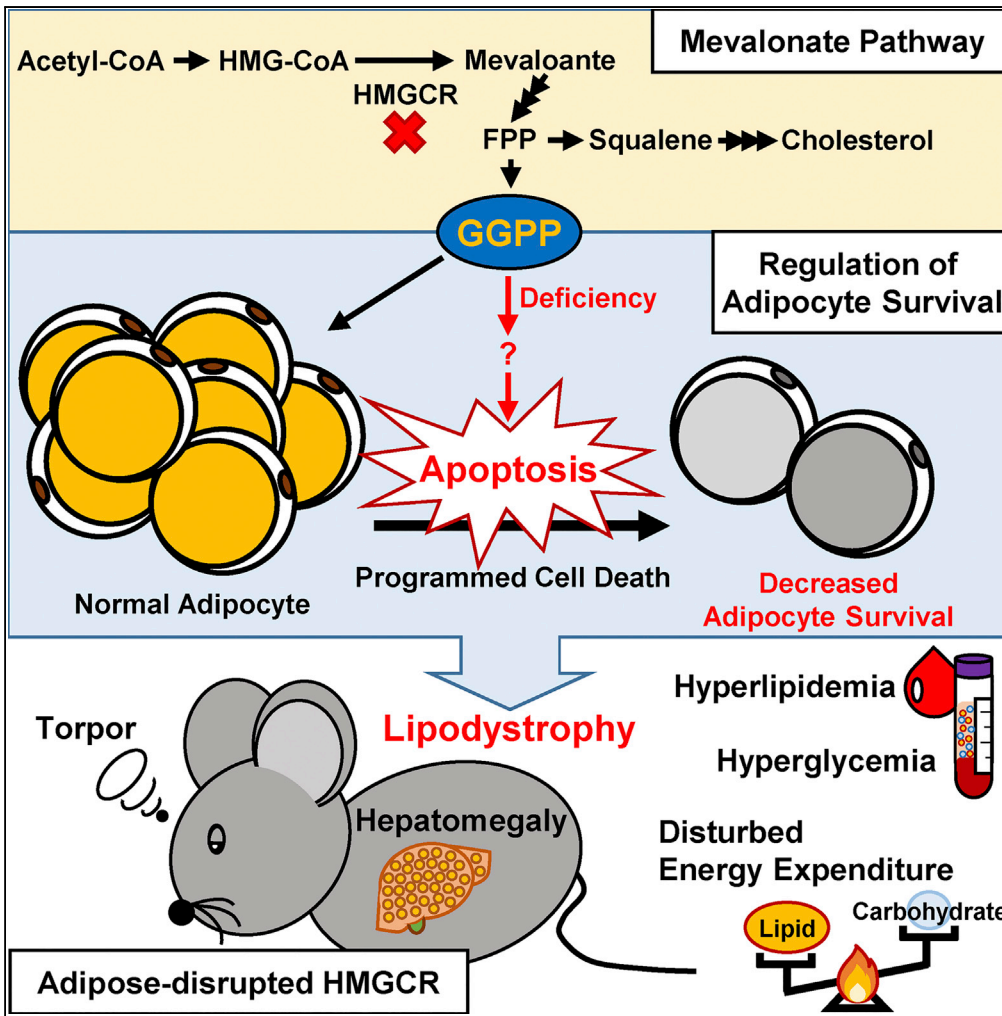 Mevalonate Pathway
Acetyl-CoA HMG-CoA Mevaloante
HMGCR
FPP Squalene Cholesterol
GGPP
Regulation of
Adipocyte Survival
Deficiency
?
Apoptosis
Programmed Cell Death
Normal Adipocyte
Decreased
Adipocyte Survival
Torpor
Lipodystrophy
Hyperlipidemia
Hyperglycemia
Hepatomegaly
Disturbed
Energy Expenditure
Lipid
Carbohydrate
Adipose-disrupted HMGCR